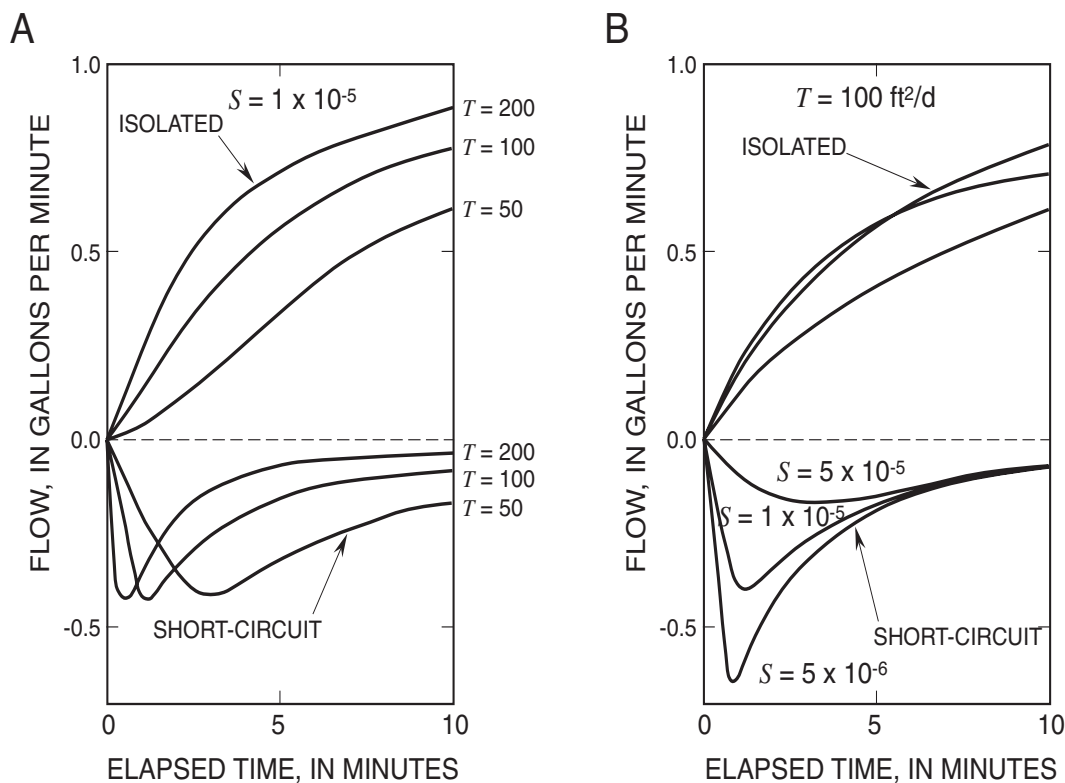 A
FLOW, IN GALLONS PER MINUTE
1.0
0.5
0.0
-0.5
S = 1 x 10⁻⁵
ISOLATED
T = 200
T = 100
T = 50
T = 200
T = 100
T = 50
SHORT-CIRCUIT
0
5
10
ELAPSED TIME, IN MINUTES
B
FLOW, IN GALLONS PER MINUTE
1.0
0.5
0.0
-0.5
T = 100 ft²/d
ISOLATED
S = 5 x 10⁻⁵
S = 1 x 10⁻⁵
SHORT-CIRCUIT
S = 5 x 10⁻⁶
0
5
10
ELAPSED TIME, IN MINUTES